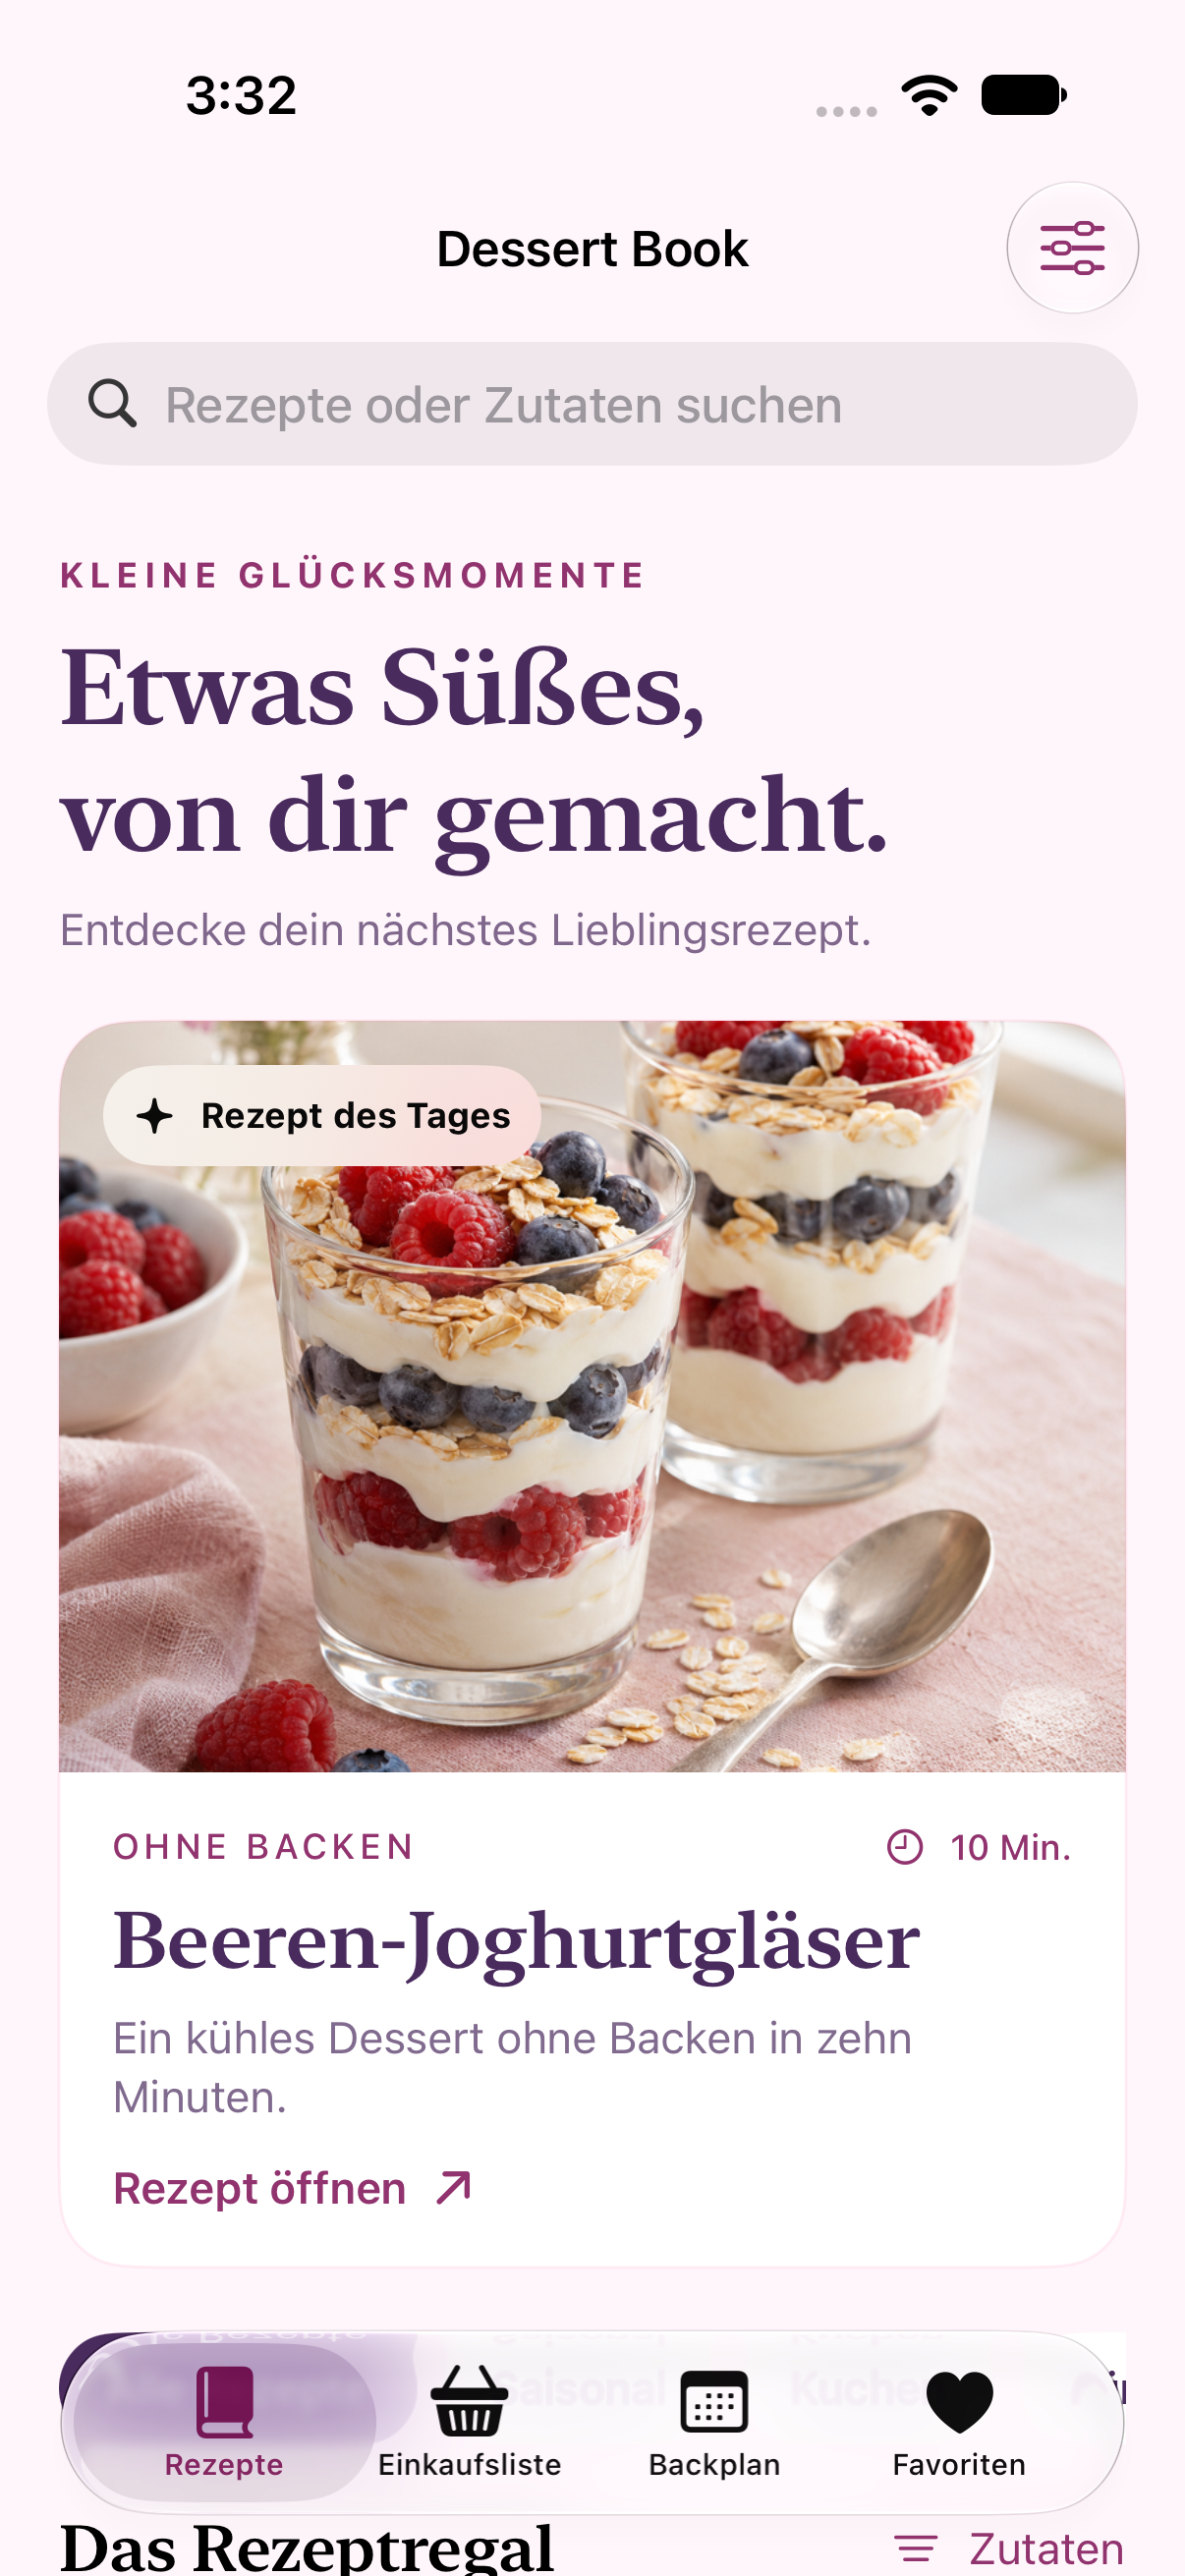 3:32
Dessert Book
Rezepte oder Zutaten suchen
KLEINE GLÜCKSMOMENTE
Etwas Süßes,
von dir gemacht.
Entdecke dein nächstes Lieblingsrezept.
Rezept des Tages
OHNE BACKEN
10 Min.
Beeren-Joghurtgläser
Ein kühles Dessert ohne Backen in zehn
Minuten.
Rezept öffnen
Saisonal
Rezepte
Einkaufsliste
Backplan
Favoriten
Das Rezeptregal
Zutaten